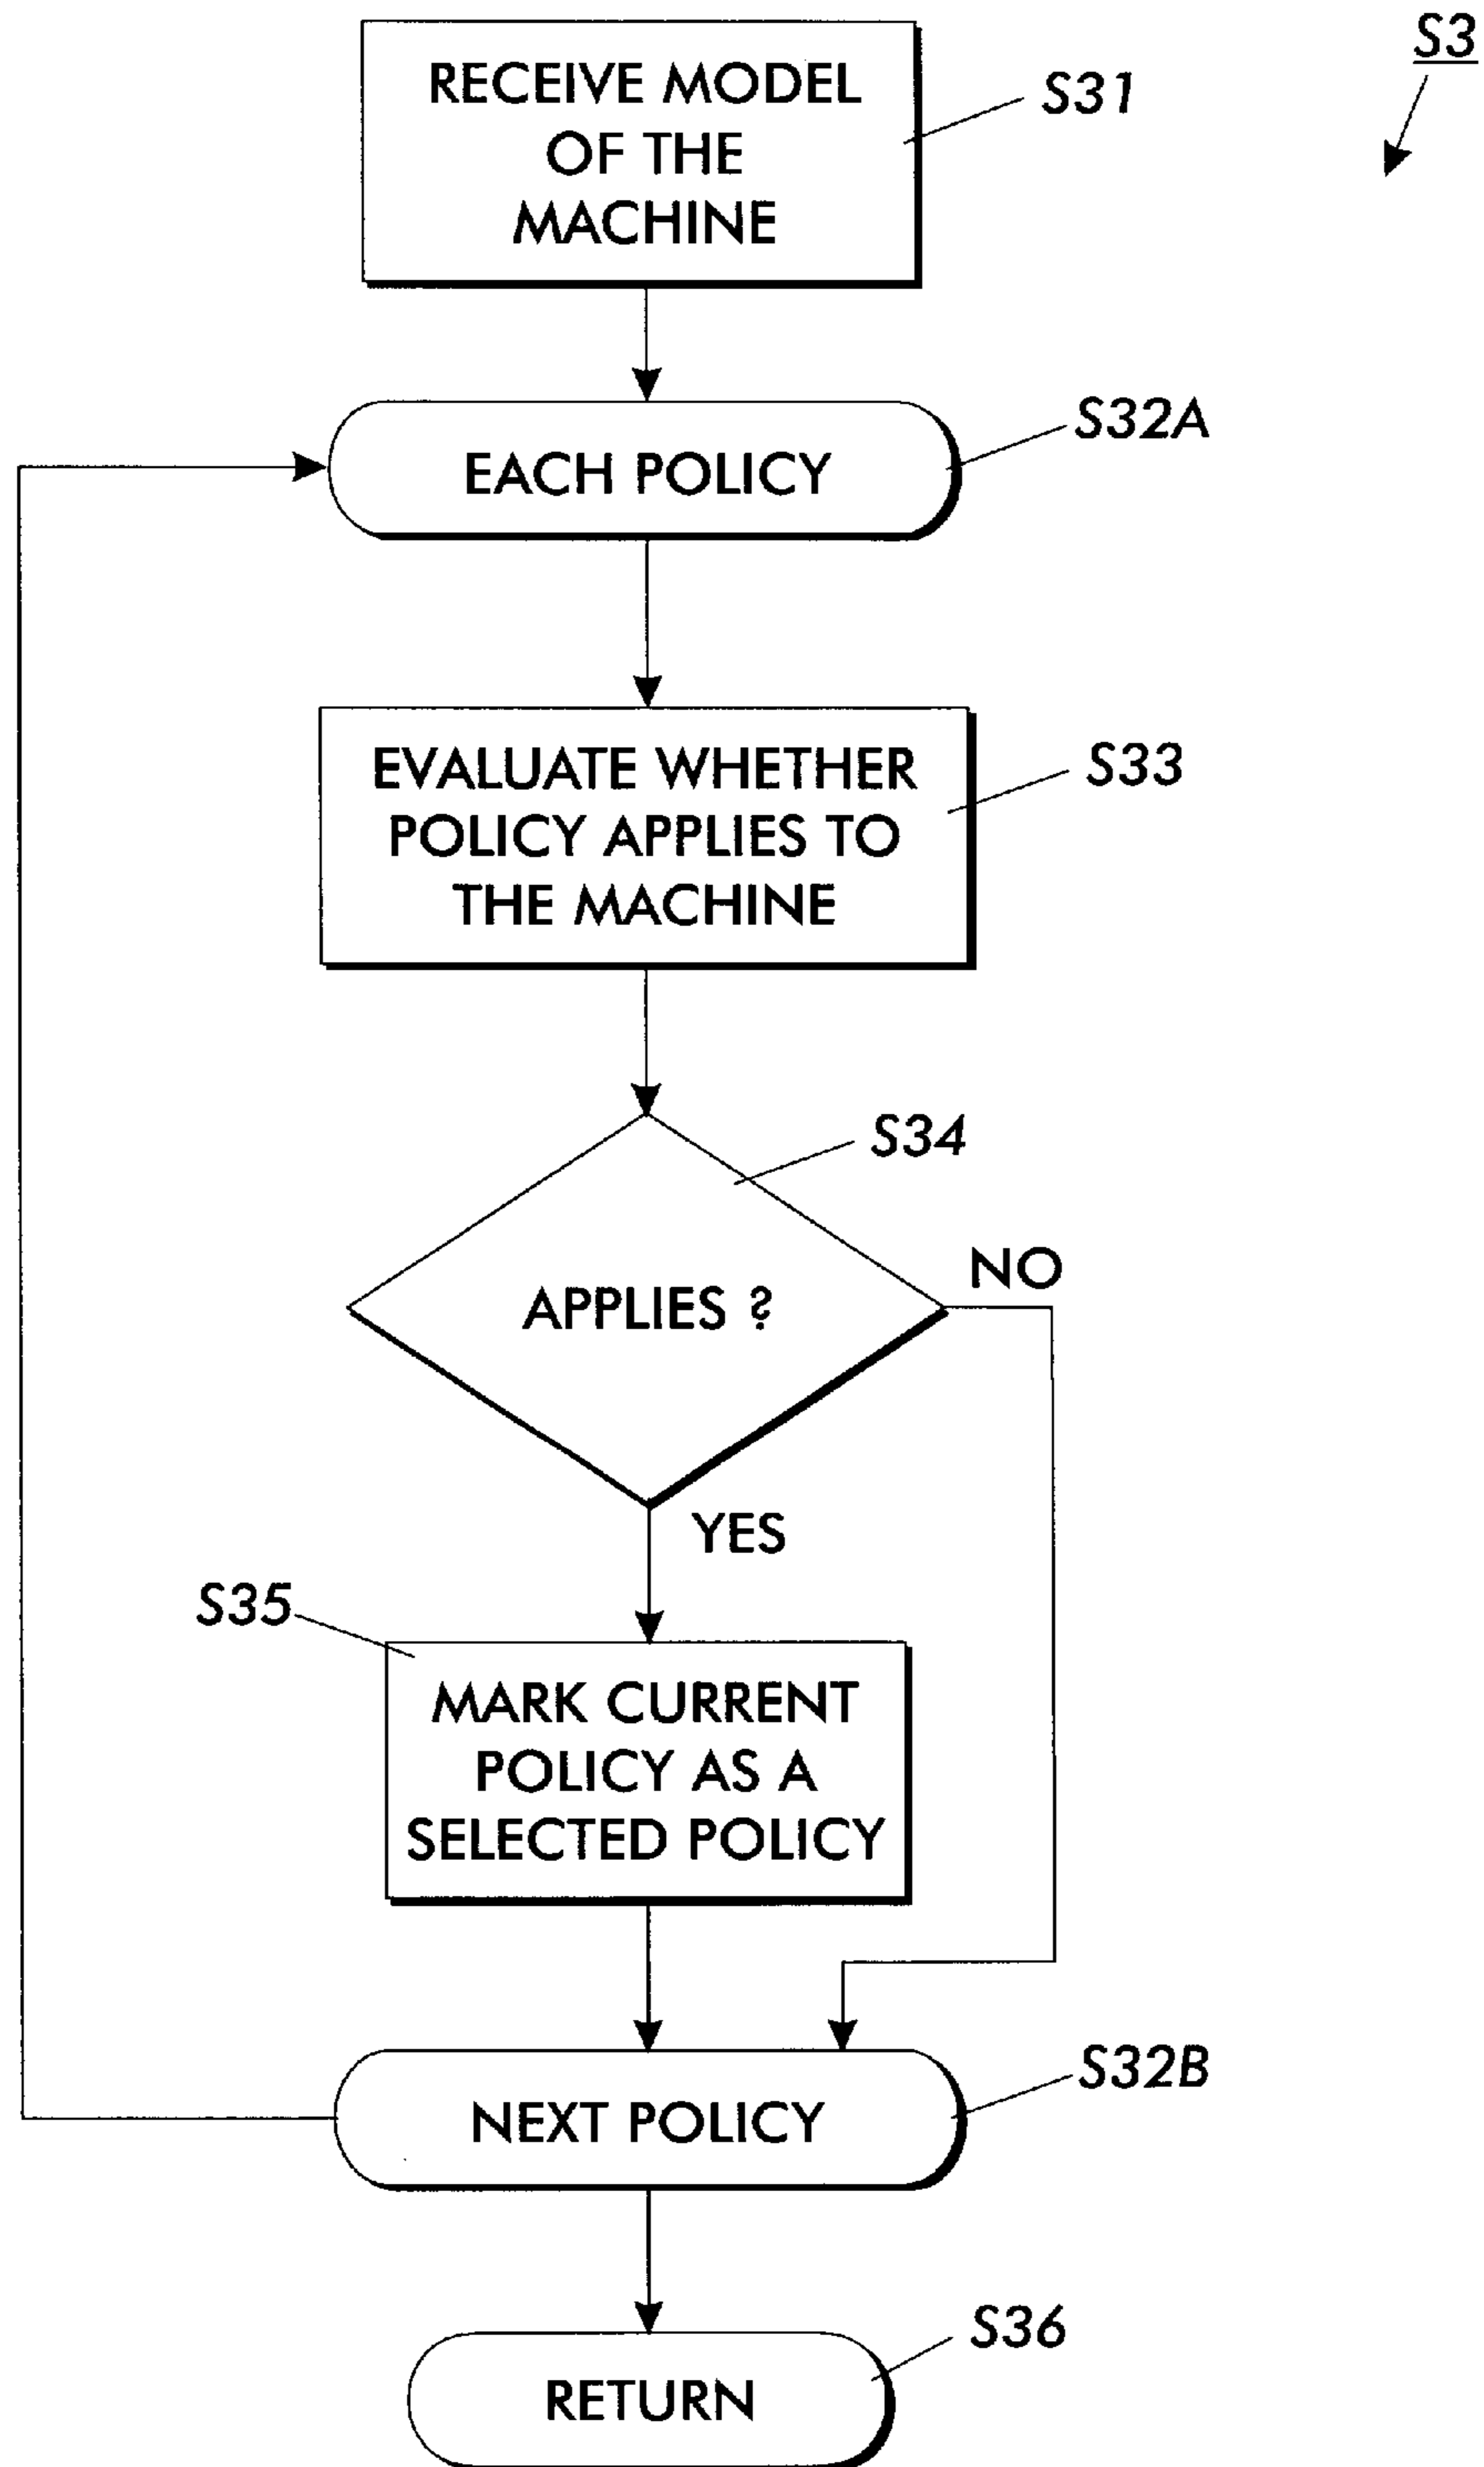 S3
RECEIVE MODEL
OF THE
MACHINE
S31
EACH POLICY
S32A
EVALUATE WHETHER
POLICY APPLIES TO
THE MACHINE
S33
S34
APPLIES ?
NO
YES
S35
MARK CURRENT
POLICY AS A
SELECTED POLICY
NEXT POLICY
S32B
RETURN
S36